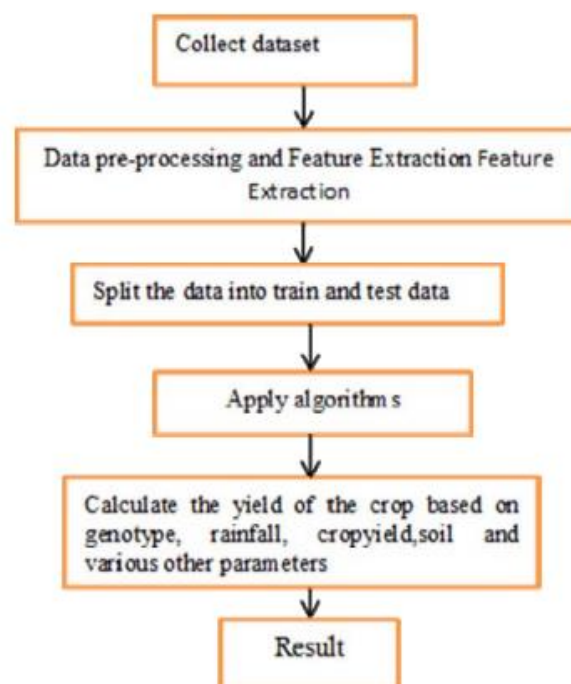 Collect dataset
Data pre-processing and Feature Extraction Feature
Extraction
Split the data into train and test data
Apply algorithms
Calculate the yield of the crop based on
genotype, rainfall, cropyield,soil and
various other parameters
Result